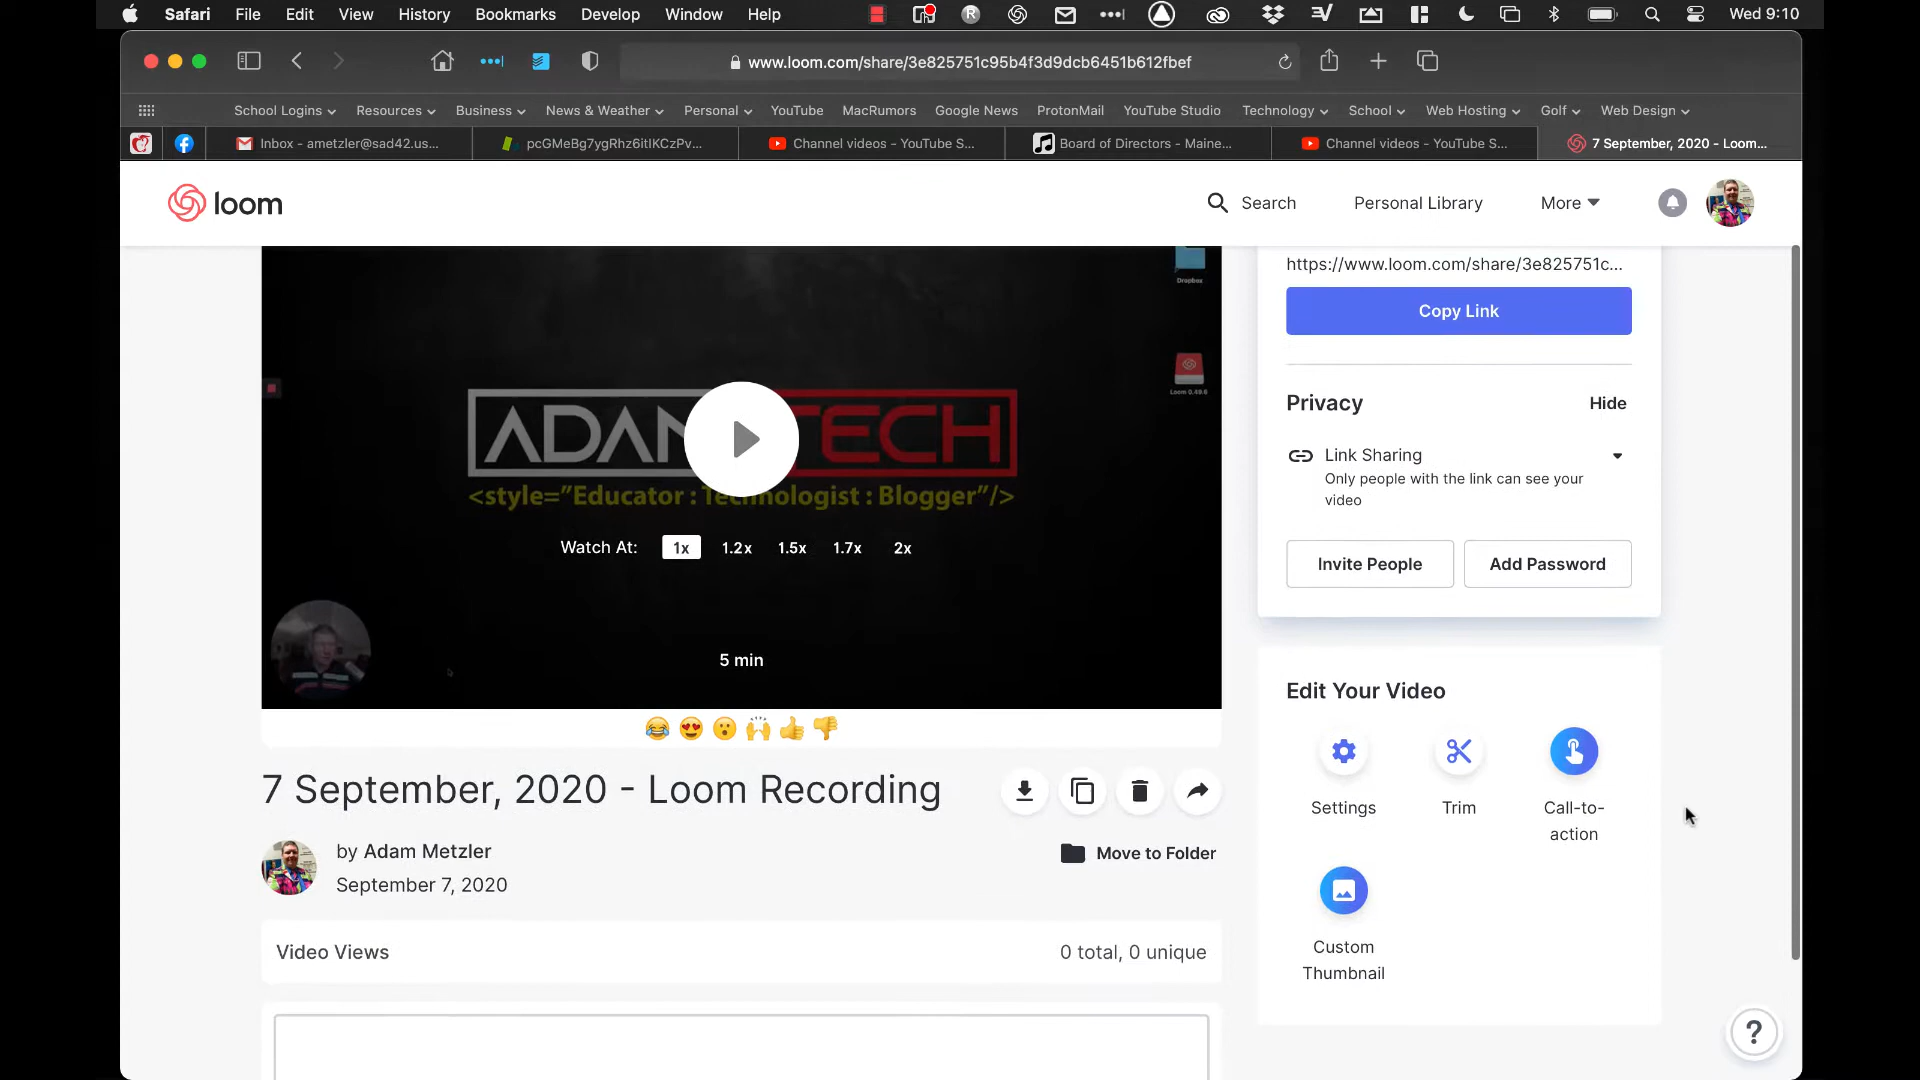 Safari File Edit View History Bookmarks Develop Window Help Wed 9:10
www.loom.com/share/3e825751c95b4f3d9dcb6451b612fbef
School Logins Resources Business News & Weather Personal YouTube MacRumors Google News ProtonMail YouTube Studio Technology School Web Hosting Golf Web Design
Inbox - ametzler@sad42.us... pcGMeBg7ygRhz6itIKCzPv... Channel videos - YouTube S... Board of Directors - Maine... Channel videos - YouTube S... 7 September, 2020 - Loom...
loom Search Personal Library More
https://www.loom.com/share/3e825751c...
Dropbox
Copy Link
Loom 0.49.6
Privacy Hide
ADAM TECH
Link Sharing
Only people with the link can see your
video
<style="Educator : Technologist : Blogger"/>
Watch At: 1x 1.2x 1.5x 1.7x 2x
Invite People Add Password
5 min
Edit Your Video
7 September, 2020 - Loom Recording
Settings Trim Call-to-
action
by Adam Metzler
September 7, 2020
Move to Folder
Video Views 0 total, 0 unique
Custom
Thumbnail
?